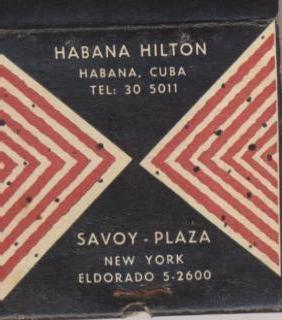 HABANA HILTON
HABANA, CUBA
TEL: 30 5011
SAVOY - PLAZA
NEW YORK
ELDORADO 5-2600